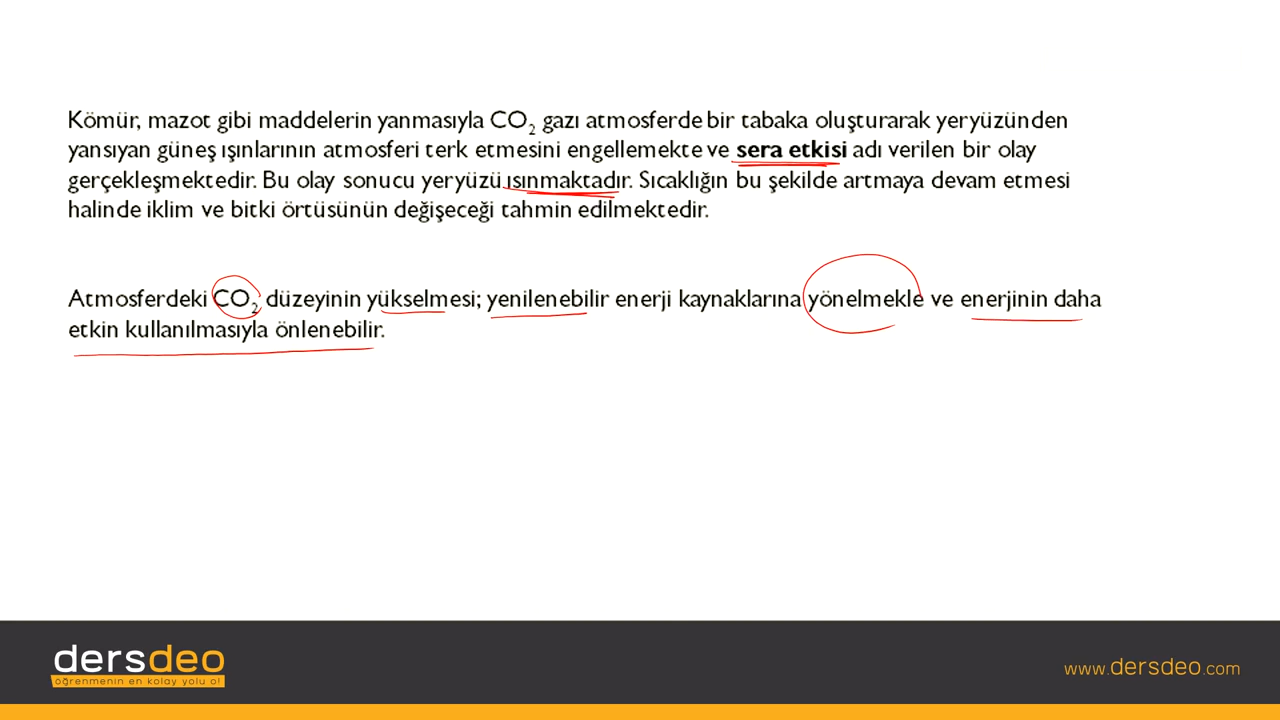 Kömür, mazot gibi maddelerin yanmasıyla CO₂ gazı atmosferde bir tabaka oluşturarak yeryüzünden
yansıyan güneş ışınlarının atmosferi terk etmesini engellemekte ve sera etkisi adı verilen bir olay
gerçekleşmektedir. Bu olay sonucu yeryüzü ısınmaktadır. Sıcaklığın bu şekilde artmaya devam etmesi
halinde iklim ve bitki örtüsünün değişeceği tahmin edilmektedir.
Atmosferdeki CO₂ düzeyinin yükselmesi; yenilenebilir enerji kaynaklarına yönelmekle ve enerjinin daha
etkin kullanılmasıyla önlenebilir.
dersdeo
öğrenmenin en kolay yolu o!
www.dersdeo.com